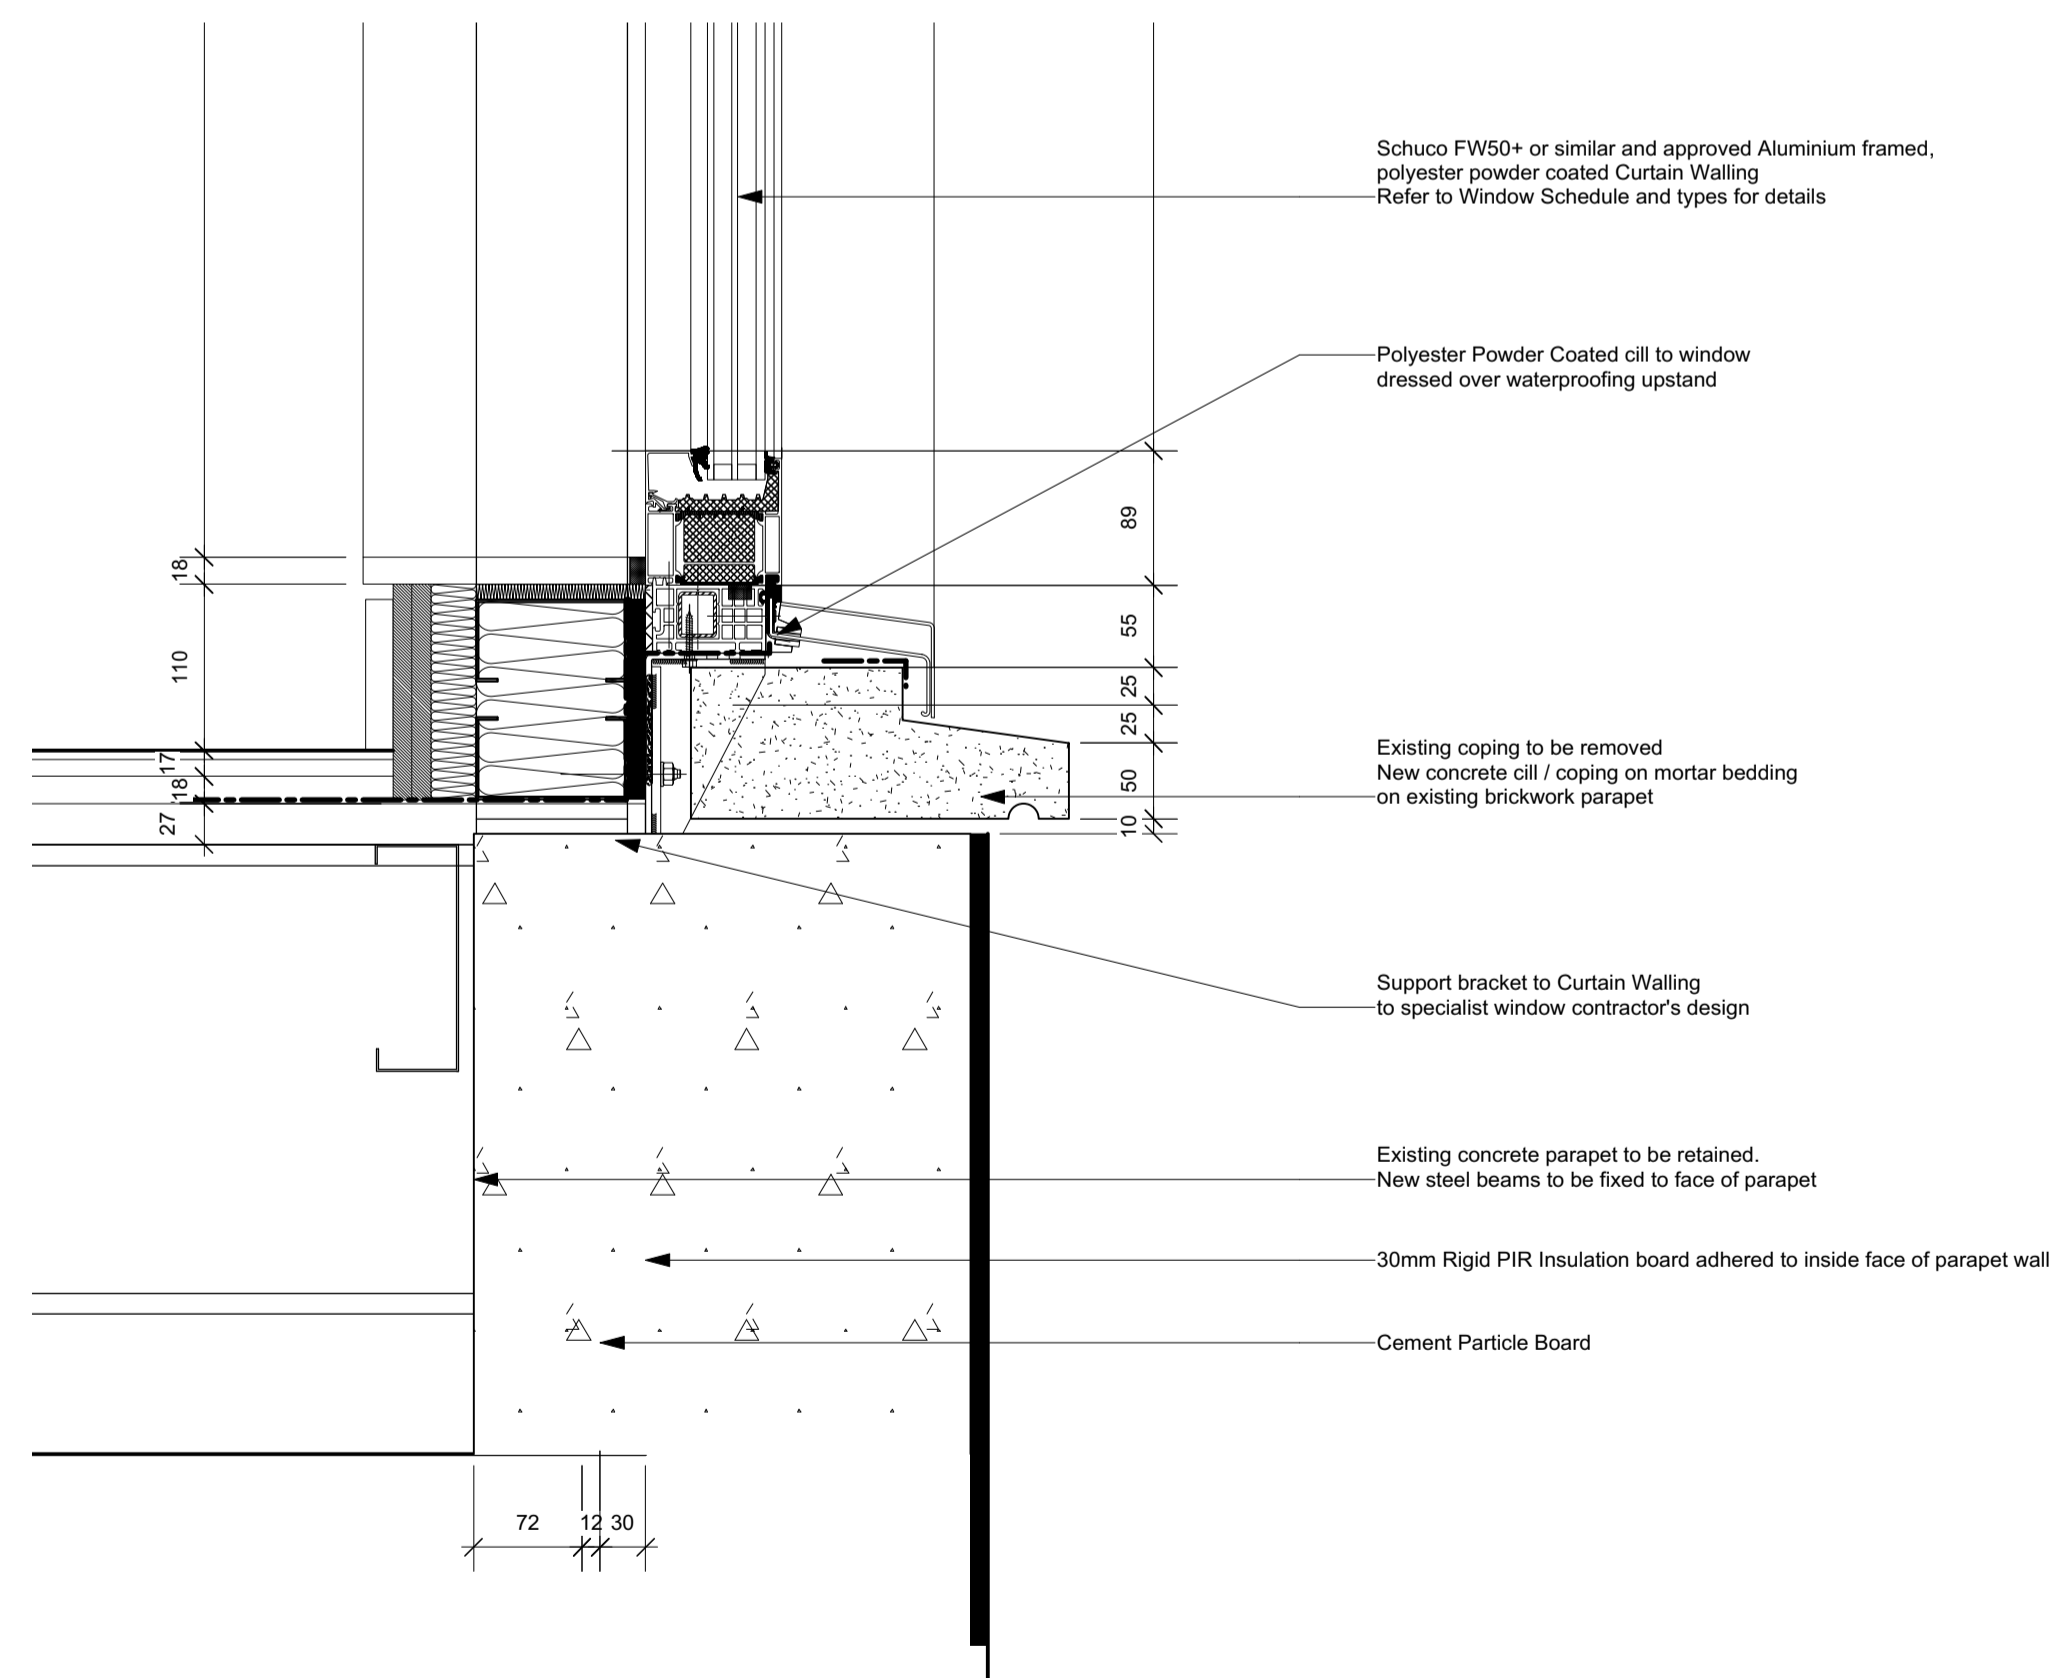 Schuco FW50+ or similar and approved Aluminium framed,
polyester powder coated Curtain Walling
Refer to Window Schedule and types for details
Polyester Powder Coated cill to window
dressed over waterproofing upstand
89
18
55
110
25
25
Existing coping to be removed
New concrete cill / coping on mortar bedding
on existing brickwork parapet
17
18
50
27
10
Support bracket to Curtain Walling
to specialist window contractor's design
Existing concrete parapet to be retained.
New steel beams to be fixed to face of parapet
30mm Rigid PIR Insulation board adhered to inside face of parapet wall
Cement Particle Board
72 12 30